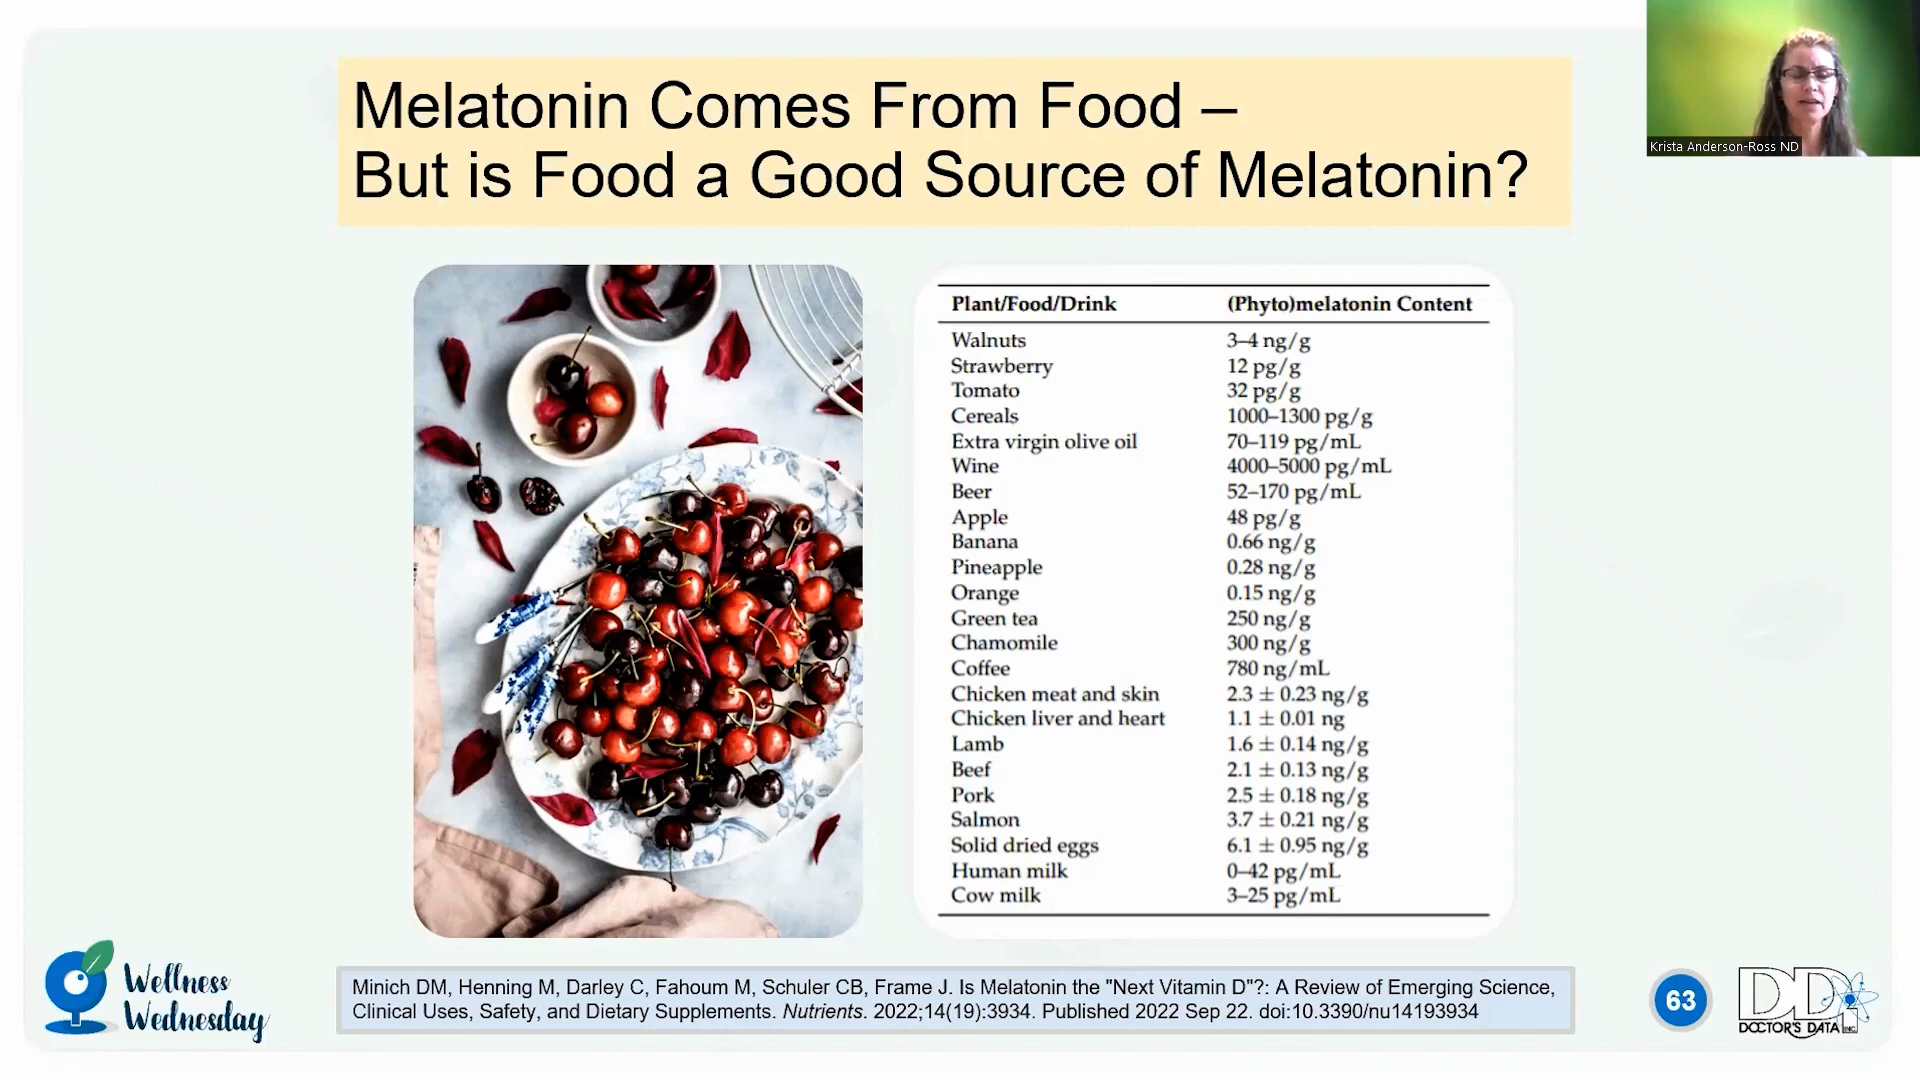 Melatonin Comes From Food –
But is Food a Good Source of Melatonin?
Krista Anderson-Ross ND
Plant/Food/Drink (Phyto)melatonin Content
Walnuts 3–4 ng/g
Strawberry 12 pg/g
Tomato 32 pg/g
Cereals 1000–1300 pg/g
Extra virgin olive oil 70–119 pg/mL
Wine 4000–5000 pg/mL
Beer 52–170 pg/mL
Apple 48 pg/g
Banana 0.66 ng/g
Pineapple 0.28 ng/g
Orange 0.15 ng/g
Green tea 250 ng/g
Chamomile 300 ng/g
Coffee 780 ng/mL
Chicken meat and skin 2.3 ± 0.23 ng/g
Chicken liver and heart 1.1 ± 0.01 ng
Lamb 1.6 ± 0.14 ng/g
Beef 2.1 ± 0.13 ng/g
Pork 2.5 ± 0.18 ng/g
Salmon 3.7 ± 0.21 ng/g
Solid dried eggs 6.1 ± 0.95 ng/g
Human milk 0–42 pg/mL
Cow milk 3–25 pg/mL
Wellness
Wednesday
Minich DM, Henning M, Darley C, Fahoum M, Schuler CB, Frame J. Is Melatonin the "Next Vitamin D"?: A Review of Emerging Science,
Clinical Uses, Safety, and Dietary Supplements. Nutrients. 2022;14(19):3934. Published 2022 Sep 22. doi:10.3390/nu14193934
63
DDI
DOCTOR'S DATA INC.